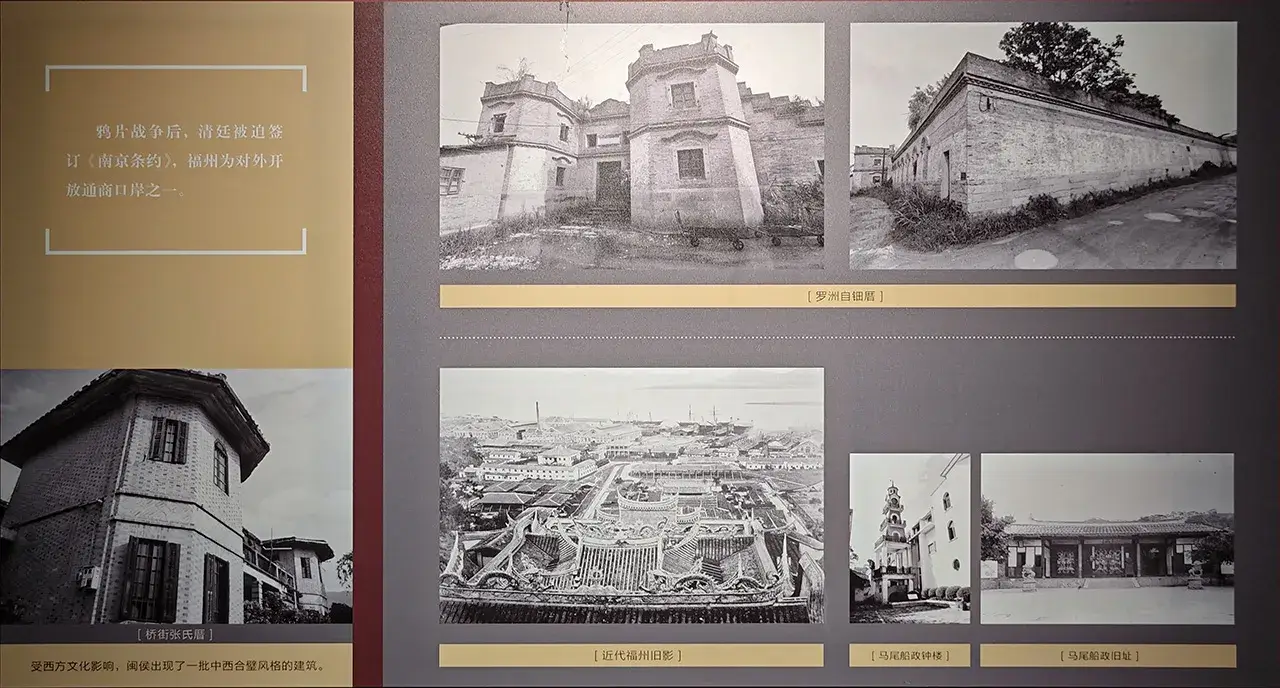 鸦片战争后，清廷被迫签
订《南京条约》，福州为对外开
放通商口岸之一。
[ 桥街张氏厝 ]
受西方文化影响，闽侯出现了一批中西合璧风格的建筑。
[ 罗洲自钿厝 ]
[ 近代福州旧影 ]
[ 马尾船政钟楼 ]
[ 马尾船政旧址 ]